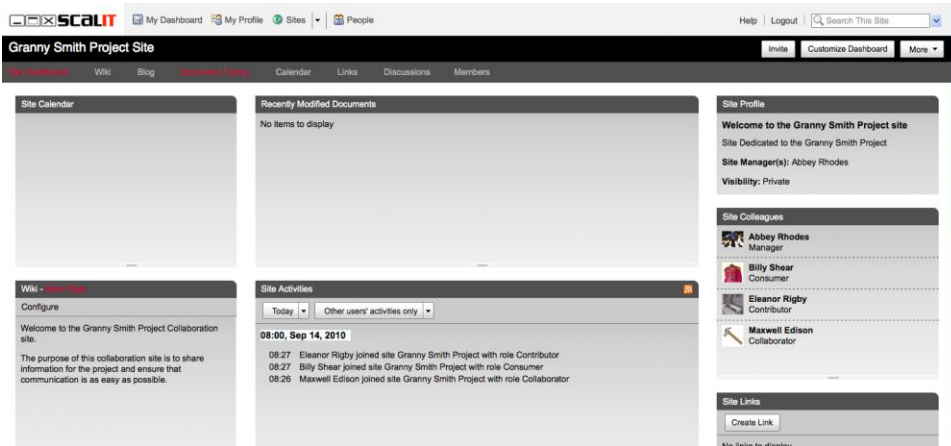 SCALIT My Dashboard My Profile Sites People Help Logout Search This Site
Granny Smith Project Site Invite Customize Dashboard More
Wiki Blog Calendar Links Discussions Members
Site Calendar
Recently Modified Documents
No items to display
Site Profile
Welcome to the Granny Smith Project site
Site Dedicated to the Granny Smith Project
Site Manager(s): Abbey Rhodes
Visibility: Private
Site Colleagues
Abbey Rhodes
Manager
Billy Shear
Consumer
Eleanor Rigby
Contributor
Maxwell Edison
Collaborator
Wiki -
Configure
Welcome to the Granny Smith Project Collaboration
site.
The purpose of this collaboration site is to share
information for the project and ensure that
communication is as easy as possible.
Site Activities
Today Other users' activities only
08:00, Sep 14, 2010
08:27 Eleanor Rigby joined site Granny Smith Project with role Contributor
08:27 Billy Shear joined site Granny Smith Project with role Consumer
08:26 Maxwell Edison joined site Granny Smith Project with role Collaborator
Site Links
Create Link
No links to display